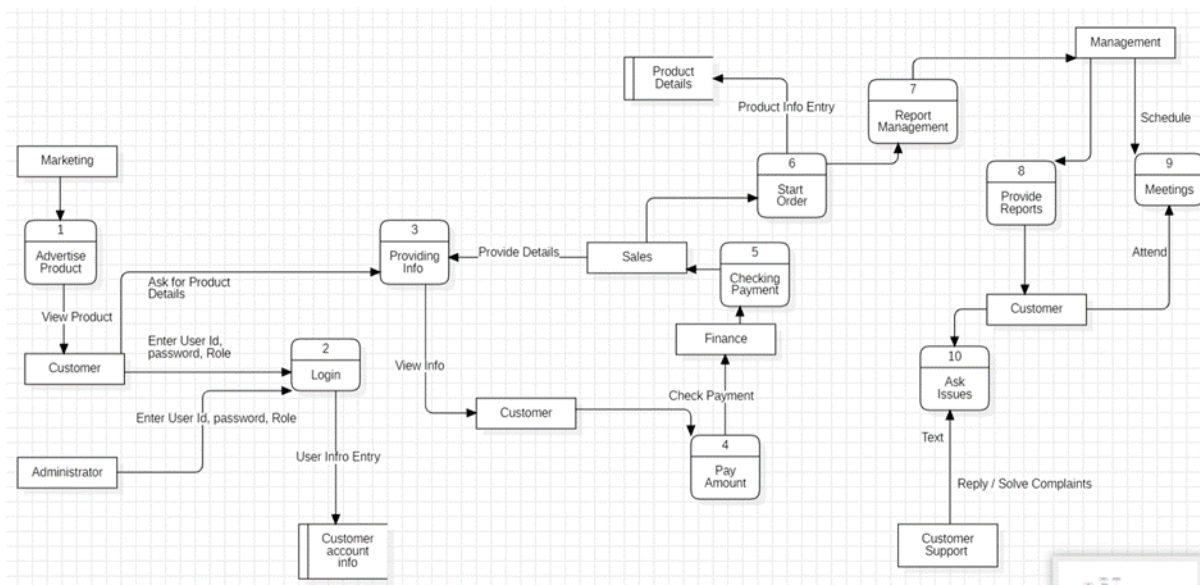 Management
Product
Details
Product Info Entry
7
Report
Management
Schedule
Marketing
6
Start
Order
8
Provide
Reports
9
Meetings
1
Advertise
Product
3
Providing
Info
Provide Details
Sales
5
Checking
Payment
Attend
Ask for Product
Details
View Product
Customer
Finance
Enter User Id,
password, Role
Customer
2
Login
View Info
10
Ask
Issues
Check Payment
Enter User Id, password, Role
Customer
Text
4
Pay
Amount
User Info Entry
Administrator
Reply / Solve Complaints
Customer
account
info
Customer
Support